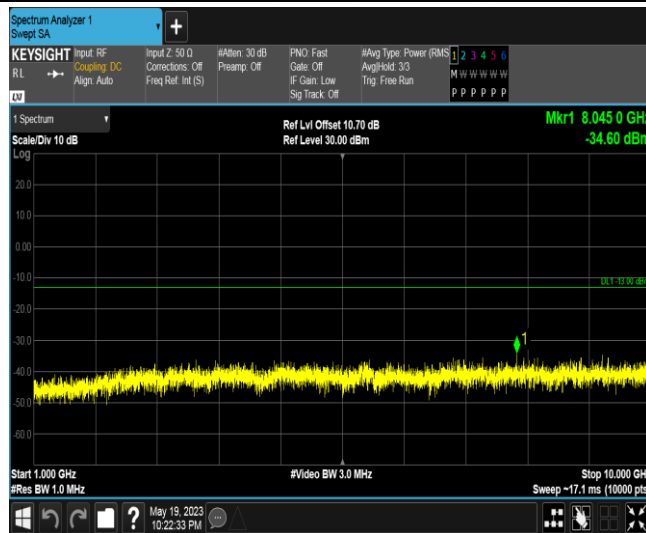 Spectrum Analyzer 1
Swept SA
+
KEYSIGHT
RL
LXI
Input: RF
Coupling: DC
Align: Auto
Input Z: 50 Ω
Corrections: Off
Freq Ref: Int (S)
#Atten: 30 dB
Preamp: Off
PNO: Fast
Gate: Off
IF Gain: Low
Sig Track: Off
#Avg Type: Power (RMS
Avg|Hold: 3/3
Trig: Free Run
1 2 3 4 5 6
M W W W W W
P P P P P P
1 Spectrum
Scale/Div 10 dB
Log
Ref Lvl Offset 10.70 dB
Ref Level 30.00 dBm
Mkr1 8.045 0 GHz
-34.60 dBm
20.0
10.0
0.00
-10.0
DL1 -13.00 dBm
-20.0
-30.0
1
-40.0
-50.0
-60.0
Start 1.000 GHz
#Res BW 1.0 MHz
#Video BW 3.0 MHz
Stop 10.000 GHz
Sweep ~17.1 ms (10000 pts)
?
May 19, 2023
10:22:33 PM